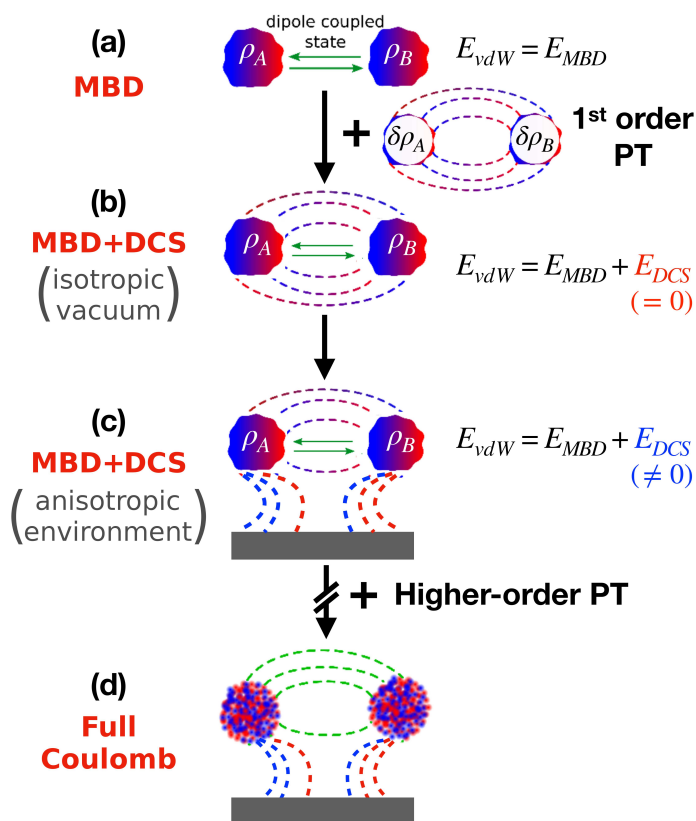 (a)
MBD
dipole coupled
state
ρA
ρB
EvdW = EMBD
+
δρA
δρB
1st order
PT
(b)
MBD+DCS
(isotropic
vacuum)
ρA
ρB
EvdW = EMBD + EDCS
( = 0)
(c)
MBD+DCS
(anisotropic
environment)
ρA
ρB
EvdW = EMBD + EDCS
(≠ 0)
+ Higher-order PT
(d)
Full
Coulomb